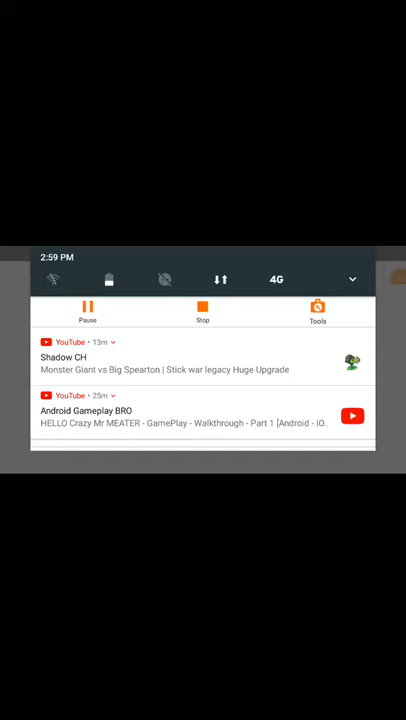 2:59 PM
4G
Pause
Stop
Tools
YouTube • 13m
Shadow CH
Monster Giant vs Big Spearton | Stick war legacy Huge Upgrade
YouTube • 25m
Android Gameplay BRO
HELLO Crazy Mr MEATER - GamePlay - Walkthrough - Part 1 [Android - iO..